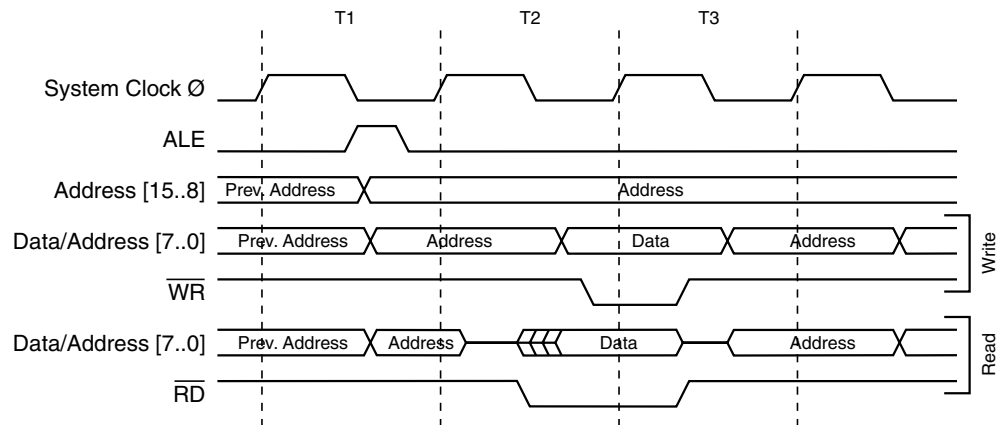 T1 T2 T3
System Clock Ø
ALE
Address [15..8] Prev. Address Address
Data/Address [7..0] Prev. Address Address Data Address
WR
Write
Data/Address [7..0] Prev. Address Address Data Address
RD
Read